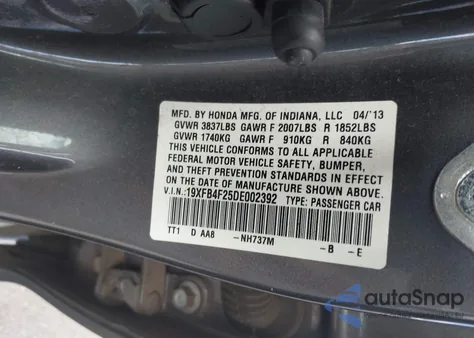 MFD. BY HONDA MFG. OF INDIANA, LLC 04/13
GVWR 3837LBS GAWR F 2007LBS R 1852LBS
GVWR 1740KG GAWR F 910KG R 840KG
THIS VEHICLE CONFORMS TO ALL APPLICABLE
FEDERAL MOTOR VEHICLE SAFETY, BUMPER,
AND THEFT PREVENTION STANDARDS IN EFFECT
ON THE DATE OF MANUFACTURE SHOWN ABOVE.
V.I.N.:19XFB4F25DE002392 TYPE: PASSENGER CAR
TT1 D AA8 -NH737M -B -E
autoSnap